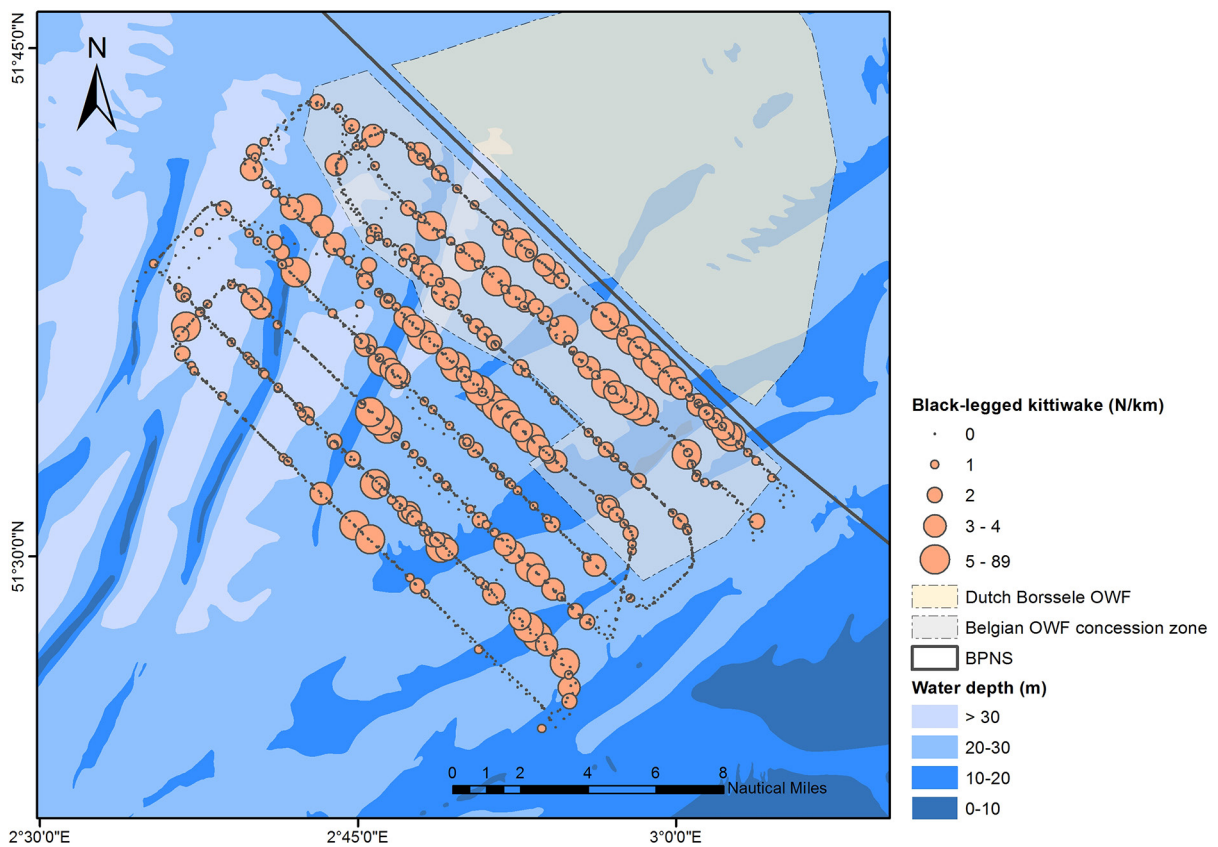 51°45'0"N
N
51°30'0"N
0 1 2 4 6 8
Nautical Miles
2°30'0"E
2°45'0"E
3°0'0"E
Black-legged kittiwake (N/km)
0
1
2
3 - 4
5 - 89
Dutch Borssele OWF
Belgian OWF concession zone
BPNS
Water depth (m)
> 30
20-30
10-20
0-10